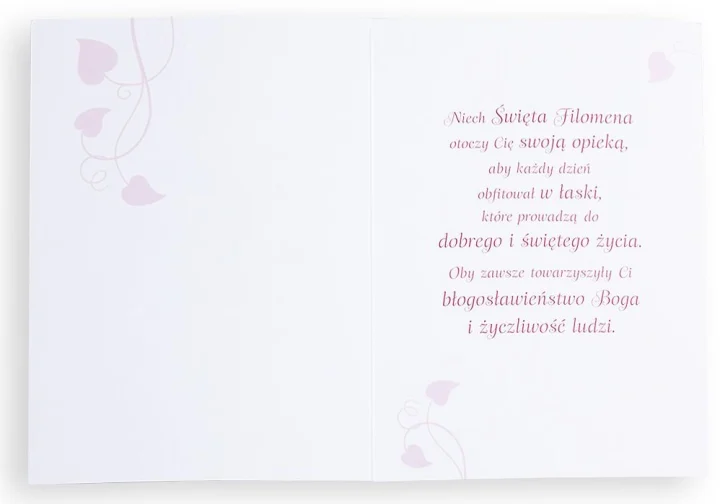 Niech Święta Filomena
otoczy Cię swoją opieką,
aby każdy dzień
obfitował w łaski,
które prowadzą do
dobrego i świętego życia.
Oby zawsze towarzyszyły Ci
błogosławieństwo Boga
i życzliwość ludzi.